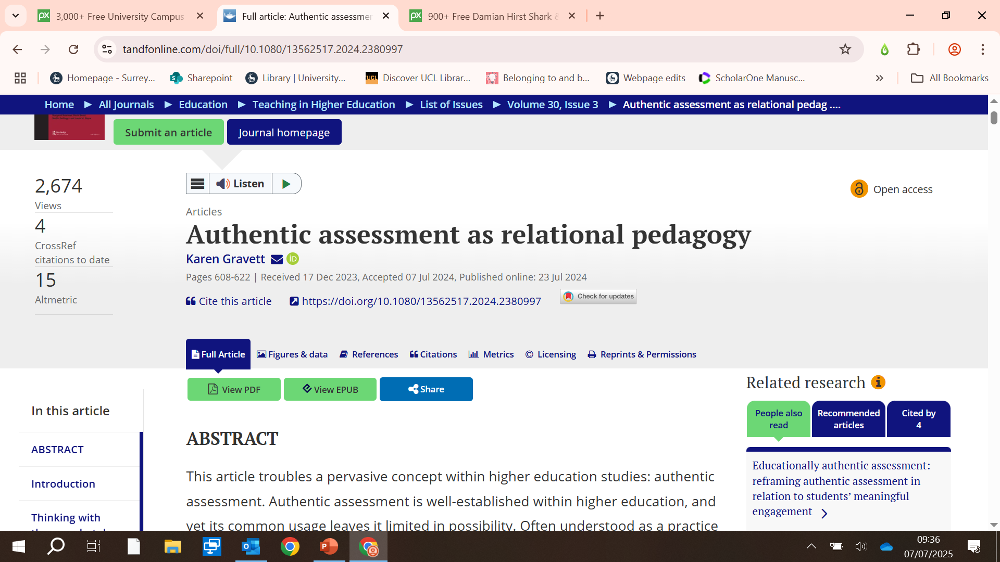 3,000+ Free University Campus
Full article: Authentic assessmer
900+ Free Damian Hirst Shark &
tandfonline.com/doi/full/10.1080/13562517.2024.2380997
Homepage - Surrey...
Sharepoint
Library | University...
Discover UCL Librar...
Belonging to and b...
Webpage edits
ScholarOne Manusc...
All Bookmarks
Home ▶ All Journals ▶ Education ▶ Teaching in Higher Education ▶ List of Issues ▶ Volume 30, Issue 3 ▶ Authentic assessment as relational pedag ....
Submit an article
Journal homepage
2,674
Views
4
CrossRef
citations to date
15
Altmetric
Listen
Open access
Articles
Authentic assessment as relational pedagogy
Karen Gravett
Pages 608-622 | Received 17 Dec 2023, Accepted 07 Jul 2024, Published online: 23 Jul 2024
Cite this article
https://doi.org/10.1080/13562517.2024.2380997
Check for updates
Full Article
Figures & data
References
Citations
Metrics
Licensing
Reprints & Permissions
View PDF
View EPUB
Share
In this article
ABSTRACT
Introduction
Thinking with
ABSTRACT
This article troubles a pervasive concept within higher education studies: authentic
assessment. Authentic assessment is well-established within higher education, and
yet its common usage leaves it limited in possibility. Often understood as a practice
Related research
People also
read
Recommended
articles
Cited by
4
Educationally authentic assessment:
reframing authentic assessment in
relation to students’ meaningful
engagement
09:36
07/07/2025